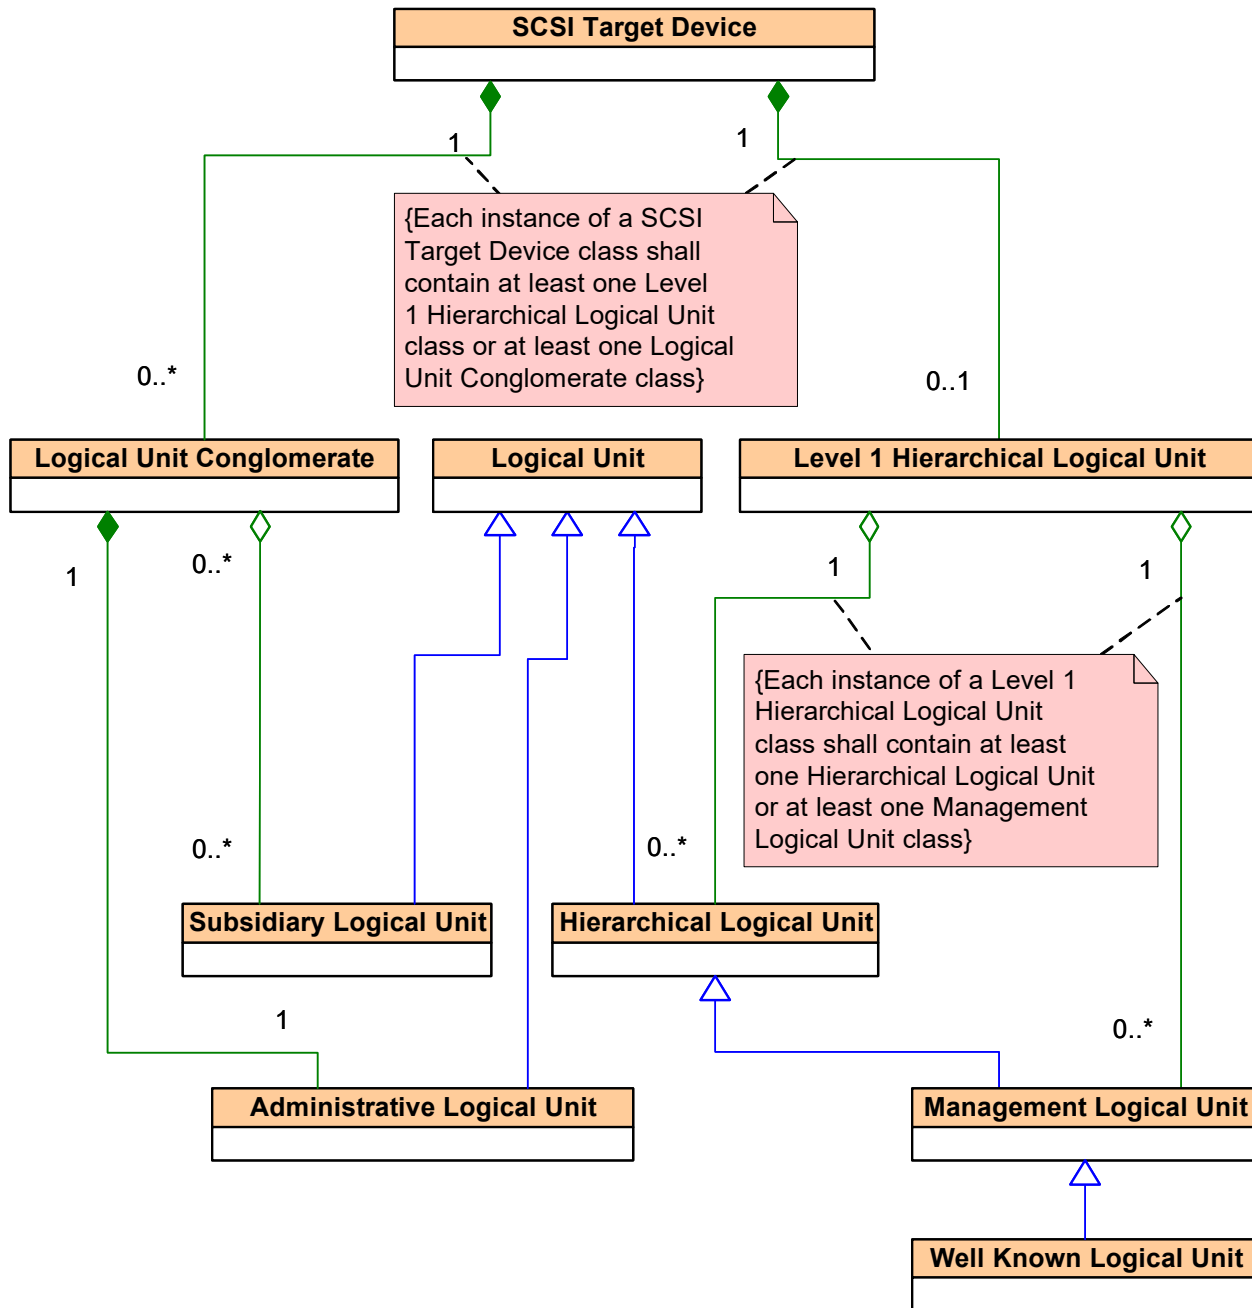 SCSI Target Device
1
1
{Each instance of a SCSI
Target Device class shall
contain at least one Level
1 Hierarchical Logical Unit
class or at least one Logical
Unit Conglomerate class}
0..*
0..1
Logical Unit Conglomerate
Logical Unit
Level 1 Hierarchical Logical Unit
1
0..*
1
1
{Each instance of a Level 1
Hierarchical Logical Unit
class shall contain at least
one Hierarchical Logical Unit
or at least one Management
Logical Unit class}
0..*
0..*
Subsidiary Logical Unit
Hierarchical Logical Unit
1
0..*
Administrative Logical Unit
Management Logical Unit
Well Known Logical Unit